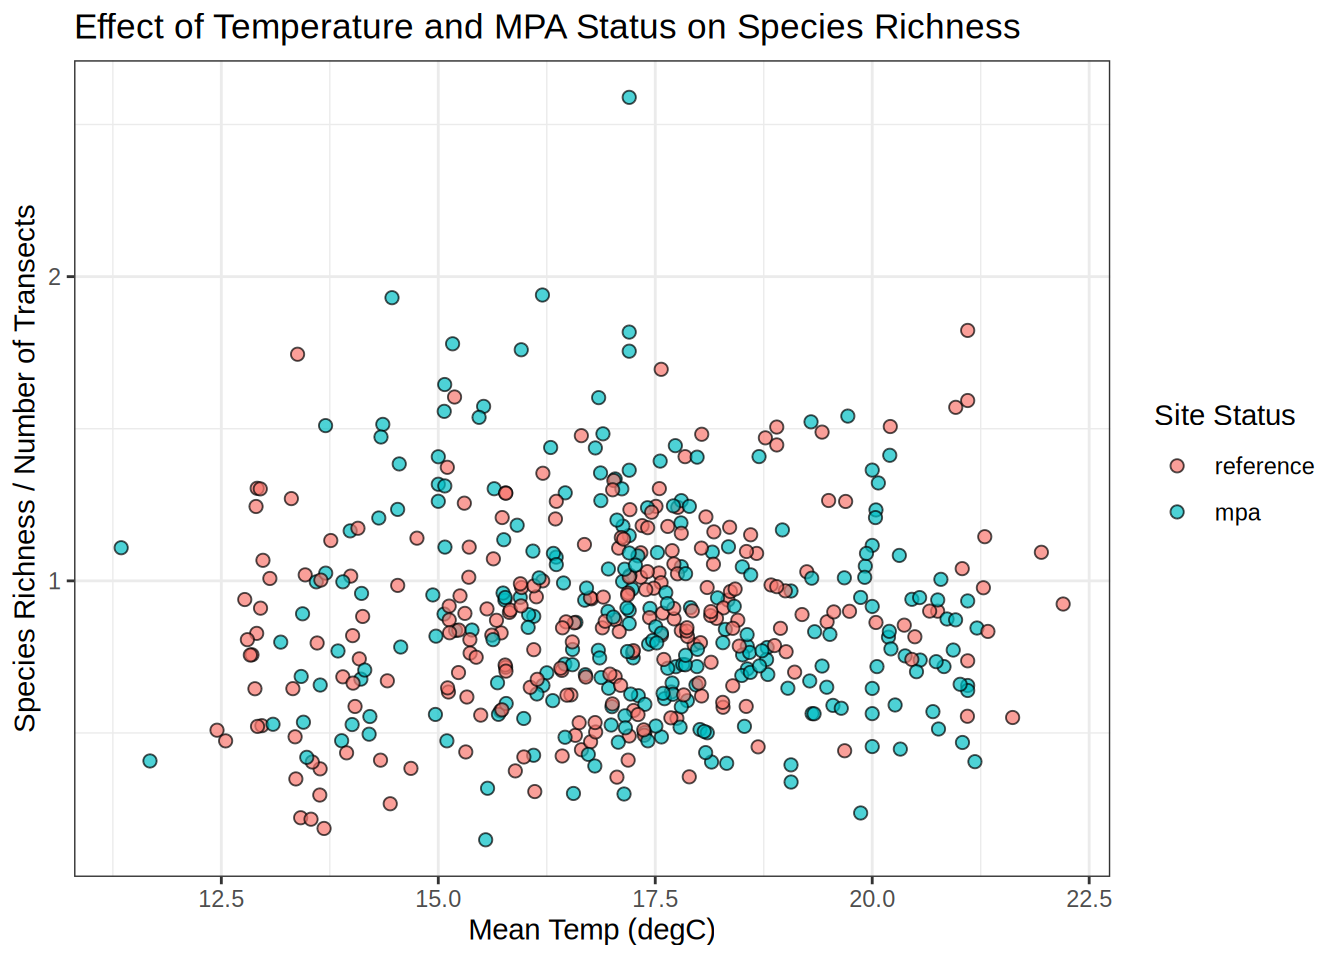 Effect of Temperature and MPA Status on Species Richness
Species Richness / Number of Transects
2
1
12.5 15.0 17.5 20.0 22.5
Mean Temp (degC)
Site Status
reference
mpa